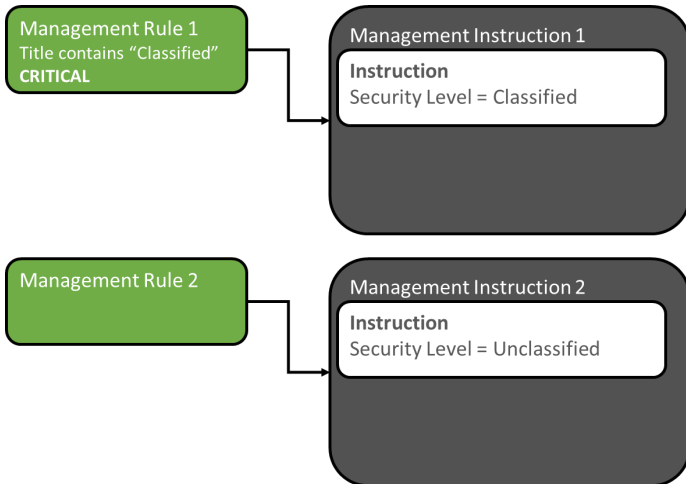 Management Rule 1
Title contains “Classified”
CRITICAL
Management Instruction 1
Instruction
Security Level = Classified
Management Rule 2
Management Instruction 2
Instruction
Security Level = Unclassified